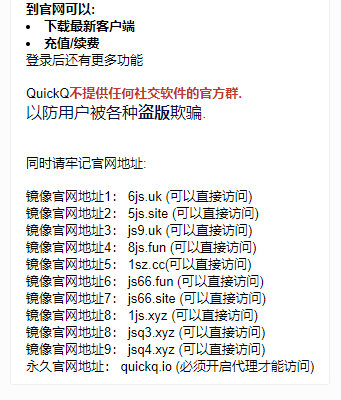 到官网可以:
• 下载最新客户端
• 充值/续费
登录后还有更多功能
QuickQ不提供任何社交软件的官方群.
以防用户被各种盗版欺骗.
同时请牢记官网地址:
镜像官网地址1： 6js.uk (可以直接访问)
镜像官网地址2： 5js.site (可以直接访问)
镜像官网地址3： js9.uk (可以直接访问)
镜像官网地址4： 8js.fun (可以直接访问)
镜像官网地址5： 1sz.cc(可以直接访问)
镜像官网地址6： js66.fun (可以直接访问)
镜像官网地址7： js66.site (可以直接访问)
镜像官网地址8： 1js.xyz (可以直接访问)
镜像官网地址8： jsq3.xyz (可以直接访问)
镜像官网地址9： jsq4.xyz (可以直接访问)
永久官网地址： quickq.io (必须开启代理才能访问)